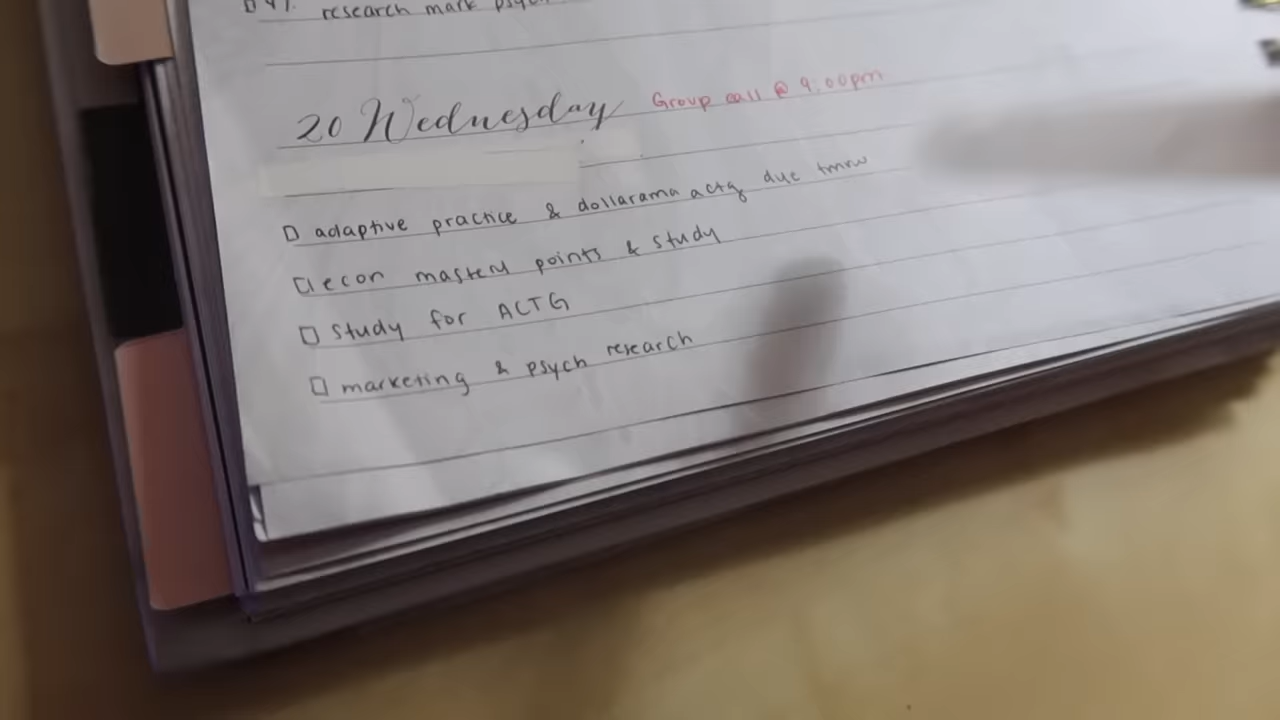 research mark psych
20 Wednesday Group call @ 9:00pm
adaptive practice & dollarama actg due tmrw
econ mastery points & study
study for ACTG
marketing & psych research